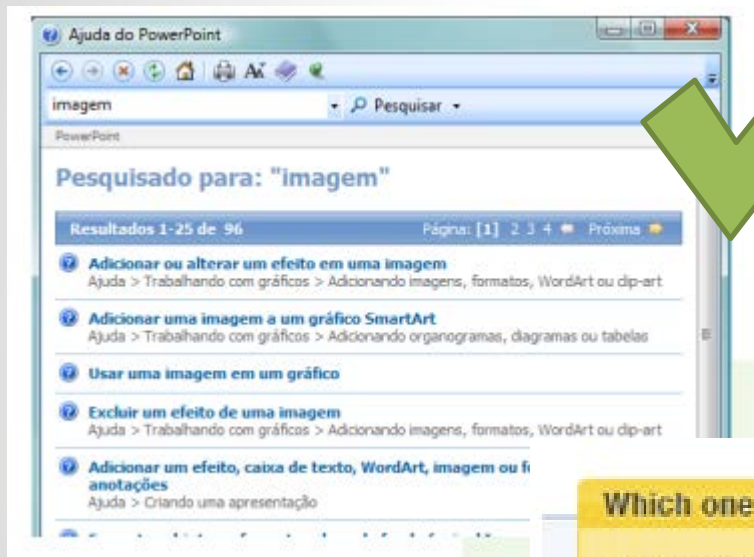 Ajuda do PowerPoint
imagem
Pesquisar
PowerPoint
Pesquisado para: "imagem"
Resultados 1-25 de 96 Página: [1] 2 3 4 Próxima
Adicionar ou alterar um efeito em uma imagem
Ajuda > Trabalhando com gráficos > Adicionando imagens, formatos, WordArt ou clip-art
Adicionar uma imagem a um gráfico SmartArt
Ajuda > Trabalhando com gráficos > Adicionando organogramas, diagramas ou tabelas
Usar uma imagem em um gráfico
Excluir um efeito de uma imagem
Ajuda > Trabalhando com gráficos > Adicionando imagens, formatos, WordArt ou clip-art
Adicionar um efeito, caixa de texto, WordArt, imagem ou
anotações
Ajuda > Criando uma apresentação
Which one